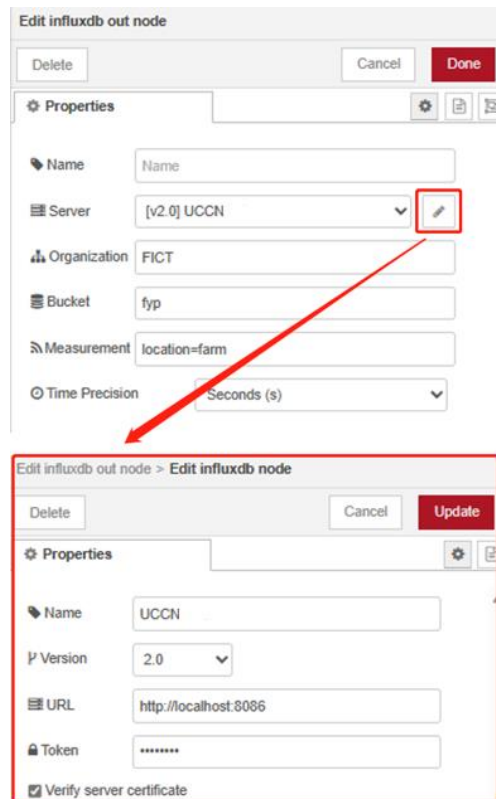 Edit influxdb out node
Delete Cancel Done
Properties
Name Name
Server [v2.0] UCCN
Organization FICT
Bucket fyp
Measurement location=farm
Time Precision Seconds (s)
Edit influxdb out node > Edit influxdb node
Delete Cancel Update
Properties
Name UCCN
Version 2.0
URL http://localhost:8086
Token ••••••••
Verify server certificate